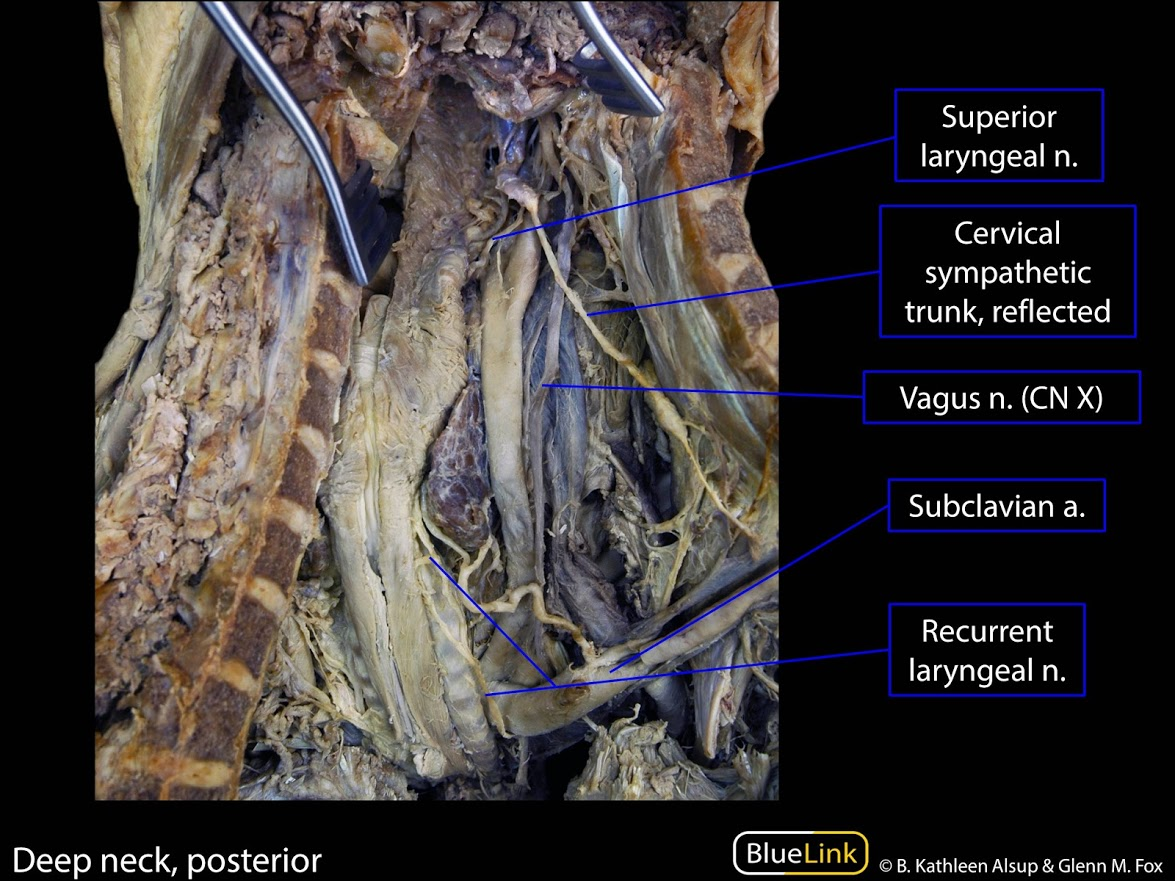 Superior
laryngeal n.
Cervical
sympathetic
trunk, reflected
Vagus n. (CN X)
Subclavian a.
Recurrent
laryngeal n.
Deep neck, posterior
BlueLink
© B. Kathleen Alsup & Glenn M. Fox